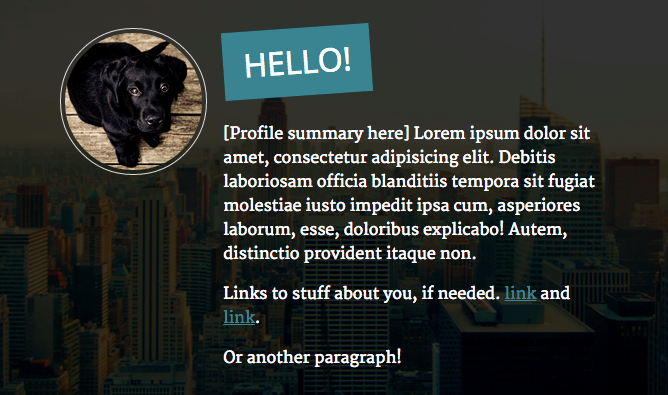 HELLO!
[Profile summary here] Lorem ipsum dolor sit
amet, consectetur adipisicing elit. Debitis
laboriosam officia blanditiis tempora sit fugiat
molestiae iusto impedit ipsa cum, asperiores
laborum, esse, doloribus explicabo! Autem,
distinctio provident itaque non.
Links to stuff about you, if needed. link and
link.
Or another paragraph!